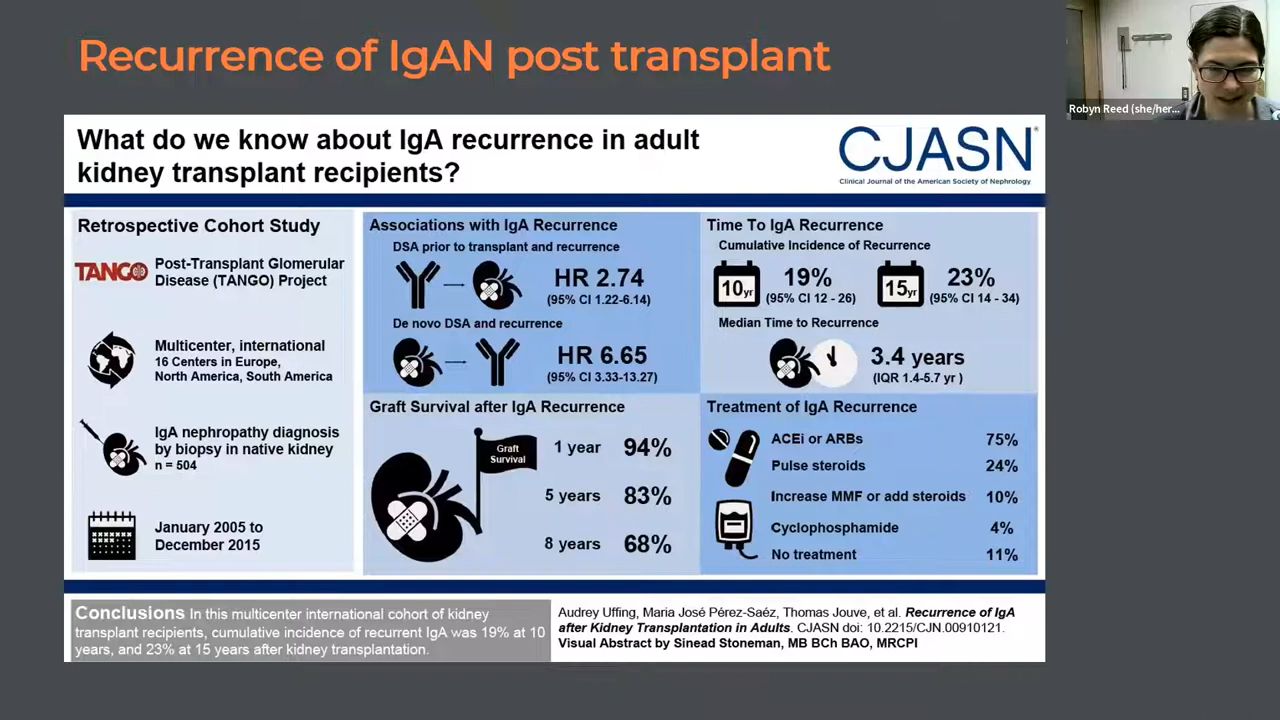 Recurrence of IgAN post transplant
Robyn Reed (she/her...
What do we know about IgA recurrence in adult
kidney transplant recipients?
CJASN®
Clinical Journal of the American Society of Nephrology
Retrospective Cohort Study
TANGO
Post-Transplant Glomerular
Disease (TANGO) Project
Multicenter, international
16 Centers in Europe,
North America, South America
IgA nephropathy diagnosis
by biopsy in native kidney
n = 504
January 2005 to
December 2015
Associations with IgA Recurrence
DSA prior to transplant and recurrence
HR 2.74
(95% CI 1.22-6.14)
De novo DSA and recurrence
HR 6.65
(95% CI 3.33-13.27)
Time To IgA Recurrence
Cumulative Incidence of Recurrence
10yr
19%
(95% CI 12 - 26)
15yr
23%
(95% CI 14 - 34)
Median Time to Recurrence
3.4 years
(IQR 1.4-5.7 yr )
Graft Survival after IgA Recurrence
Graft
Survival
1 year 94%
5 years 83%
8 years 68%
Treatment of IgA Recurrence
ACEi or ARBs 75%
Pulse steroids 24%
Increase MMF or add steroids 10%
Cyclophosphamide 4%
No treatment 11%
Conclusions In this multicenter international cohort of kidney
transplant recipients, cumulative incidence of recurrent IgA was 19% at 10
years, and 23% at 15 years after kidney transplantation.
Audrey Uffing, Maria José Pérez-Saéz, Thomas Jouve, et al. Recurrence of IgA
after Kidney Transplantation in Adults. CJASN doi: 10.2215/CJN.00910121.
Visual Abstract by Sinead Stoneman, MB BCh BAO, MRCPI